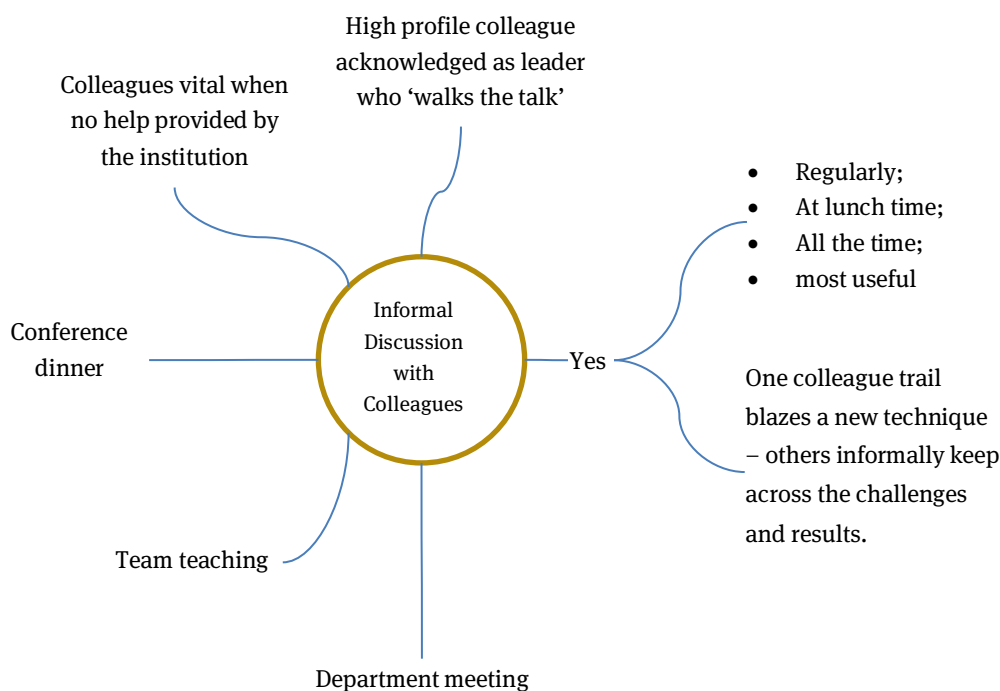 High profile colleague
acknowledged as leader
who ‘walks the talk’
Colleagues vital when
no help provided by
the institution
• Regularly;
• At lunch time;
• All the time;
• most useful
Informal
Discussion
with
Colleagues
Conference
dinner
Yes
One colleague trail
blazes a new technique
– others informally keep
across the challenges
and results.
Team teaching
Department meeting